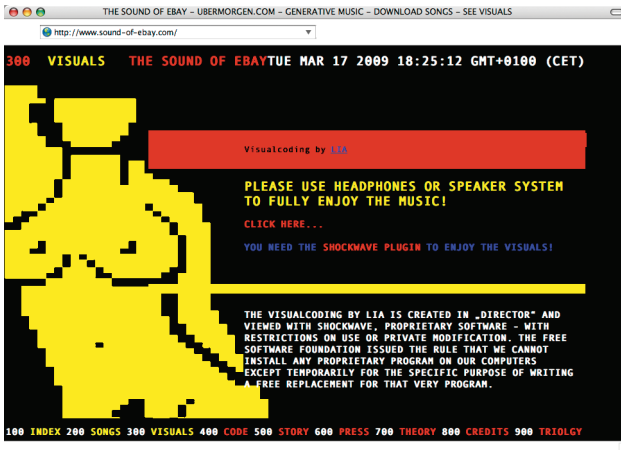 THE SOUND OF EBAY – UBERMORGEN.COM – GENERATIVE MUSIC – DOWNLOAD SONGS – SEE VISUALS
http://www.sound-of-ebay.com/
300 VISUALS THE SOUND OF EBAYTUE MAR 17 2009 18:25:12 GMT+0100 (CET)
Visualcoding by LIA
PLEASE USE HEADPHONES OR SPEAKER SYSTEM
TO FULLY ENJOY THE MUSIC!
CLICK HERE...
YOU NEED THE SHOCKWAVE PLUGIN TO ENJOY THE VISUALS!
THE VISUALCODING BY LIA IS CREATED IN „DIRECTOR" AND
VIEWED WITH SHOCKWAVE, PROPRIETARY SOFTWARE – WITH
RESTRICTIONS ON USE OR PRIVATE MODIFICATION. THE FREE
SOFTWARE FOUNDATION ISSUED THE RULE THAT WE CANNOT
INSTALL ANY PROPRIETARY PROGRAM ON OUR COMPUTERS
EXCEPT TEMPORARILY FOR THE SPECIFIC PURPOSE OF WRITING
A FREE REPLACEMENT FOR THAT VERY PROGRAM.
100 INDEX 200 SONGS 300 VISUALS 400 CODE 500 STORY 600 PRESS 700 THEORY 800 CREDITS 900 TRIOLGY